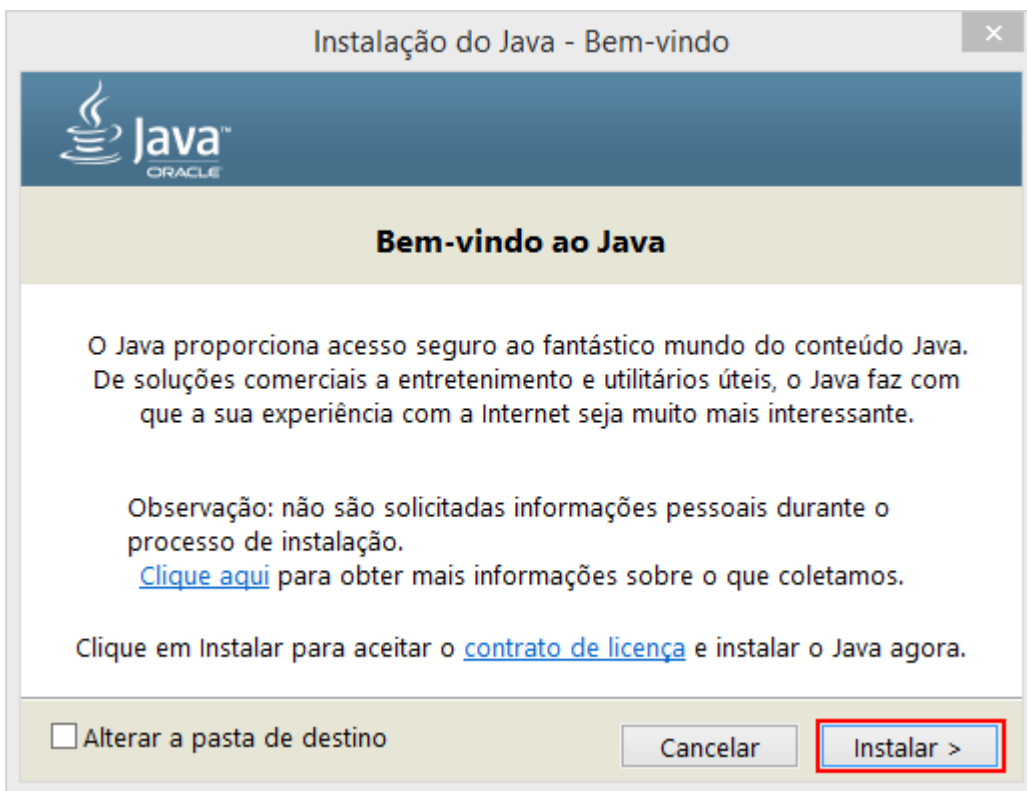 Instalação do Java - Bem-vindo
Java™
ORACLE
Bem-vindo ao Java
O Java proporciona acesso seguro ao fantástico mundo do conteúdo Java.
De soluções comerciais a entretenimento e utilitários úteis, o Java faz com
que a sua experiência com a Internet seja muito mais interessante.
Observação: não são solicitadas informações pessoais durante o
processo de instalação.
Clique aqui para obter mais informações sobre o que coletamos.
Clique em Instalar para aceitar o contrato de licença e instalar o Java agora.
Alterar a pasta de destino
Cancelar
Instalar >